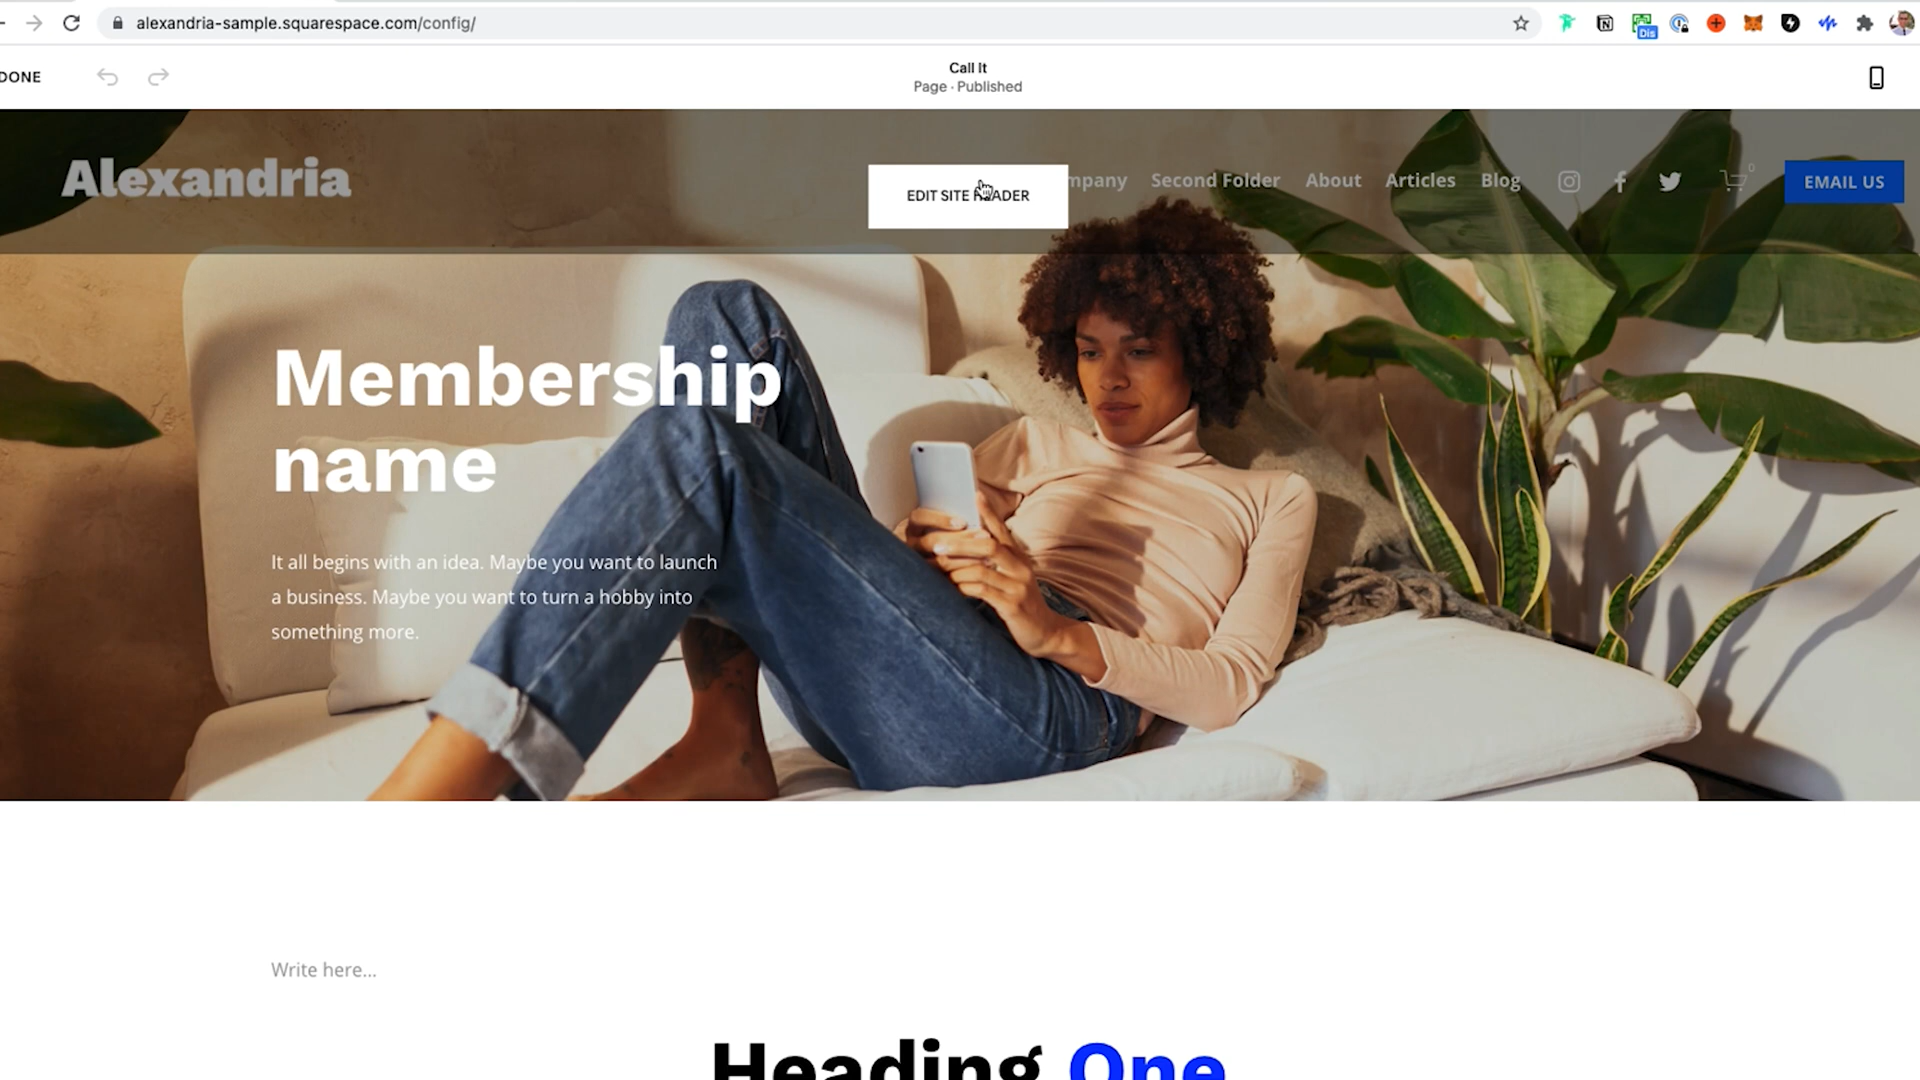 alexandria-sample.squarespace.com/config/
Dis
DONE
Call It
Page · Published
Alexandria
EDIT SITE HEADER
mpany
Second Folder
About
Articles
Blog
0
EMAIL US
Membership
name
It all begins with an idea. Maybe you want to launch
a business. Maybe you want to turn a hobby into
something more.
Write here...
Heading One